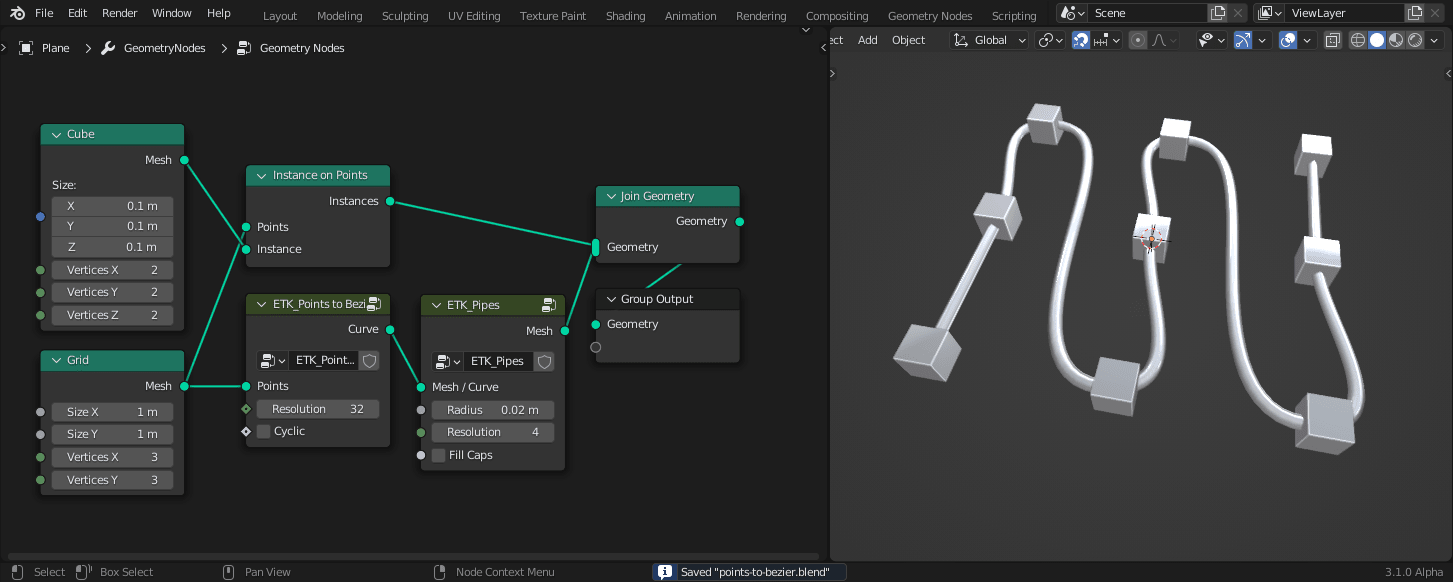 File Edit Render Window Help Layout Modeling Sculpting UV Editing Texture Paint Shading Animation Rendering Compositing Geometry Nodes Scripting Scene ViewLayer
Plane GeometryNodes Geometry Nodes
ect Add Object Global
Cube
Mesh
Size:
X 0.1 m
Y 0.1 m
Z 0.1 m
Vertices X 2
Vertices Y 2
Vertices Z 2
Grid
Mesh
Size X 1 m
Size Y 1 m
Vertices X 3
Vertices Y 3
Instance on Points
Instances
Points
Instance
ETK_Points to Bezi
Curve
ETK_Point...
Points
Resolution 32
Cyclic
ETK_Pipes
Mesh
ETK_Pipes
Mesh / Curve
Radius 0.02 m
Resolution 4
Fill Caps
Join Geometry
Geometry
Geometry
Group Output
Geometry
Select Box Select Pan View Node Context Menu Saved "points-to-bezier.blend" 3.1.0 Alpha